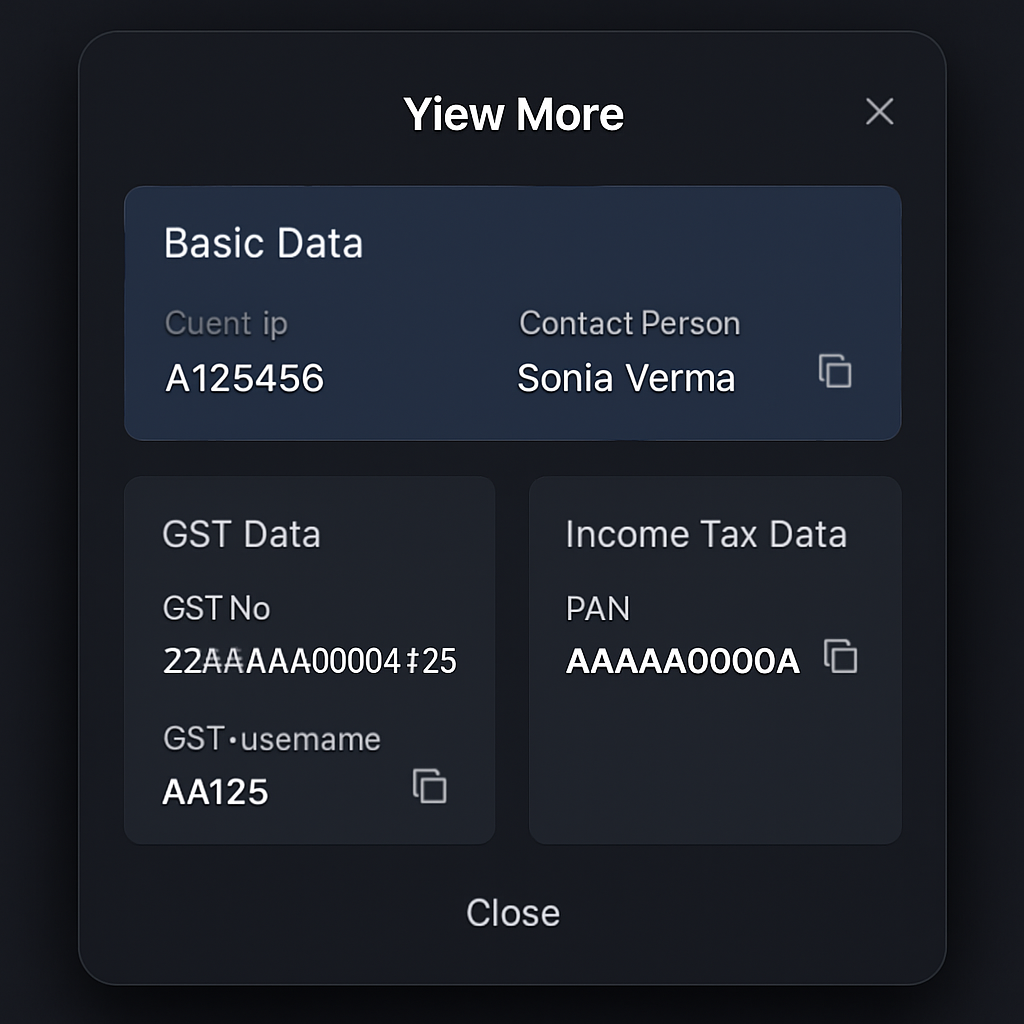 Yiew More
Basic Data
Cuent ip
Contact Person
A125456
Sonia Verma
GST Data
GST No
22AAAAA00004‡25
GST·usemame
AA125
Income Tax Data
PAN
AAAAA0000A
Close